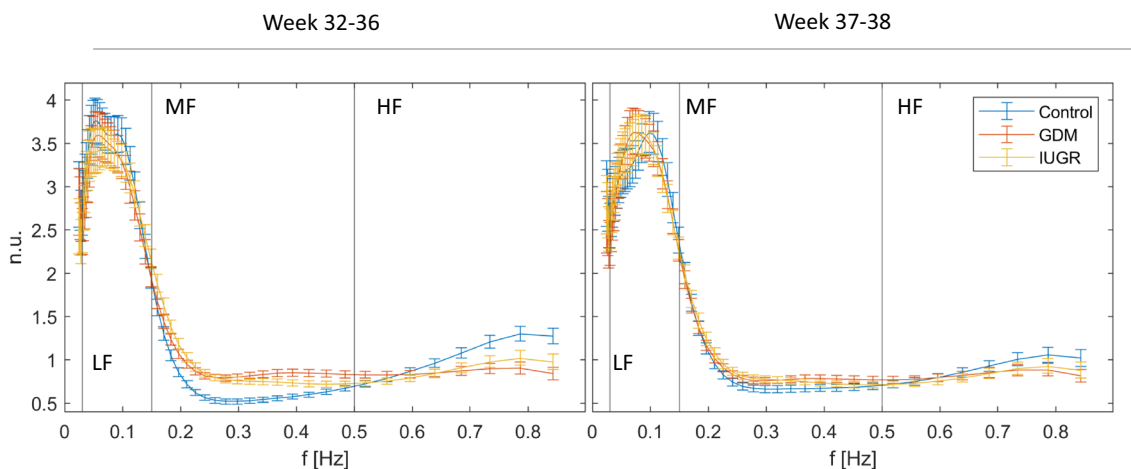 Week 32-36
Week 37-38
n.u.
4
3.5
3
2.5
2
1.5
1
0.5
LF
MF
HF
0 0.1 0.2 0.3 0.4 0.5 0.6 0.7 0.8
f [Hz]
LF
MF
HF
Control
GDM
IUGR
0 0.1 0.2 0.3 0.4 0.5 0.6 0.7 0.8
f [Hz]